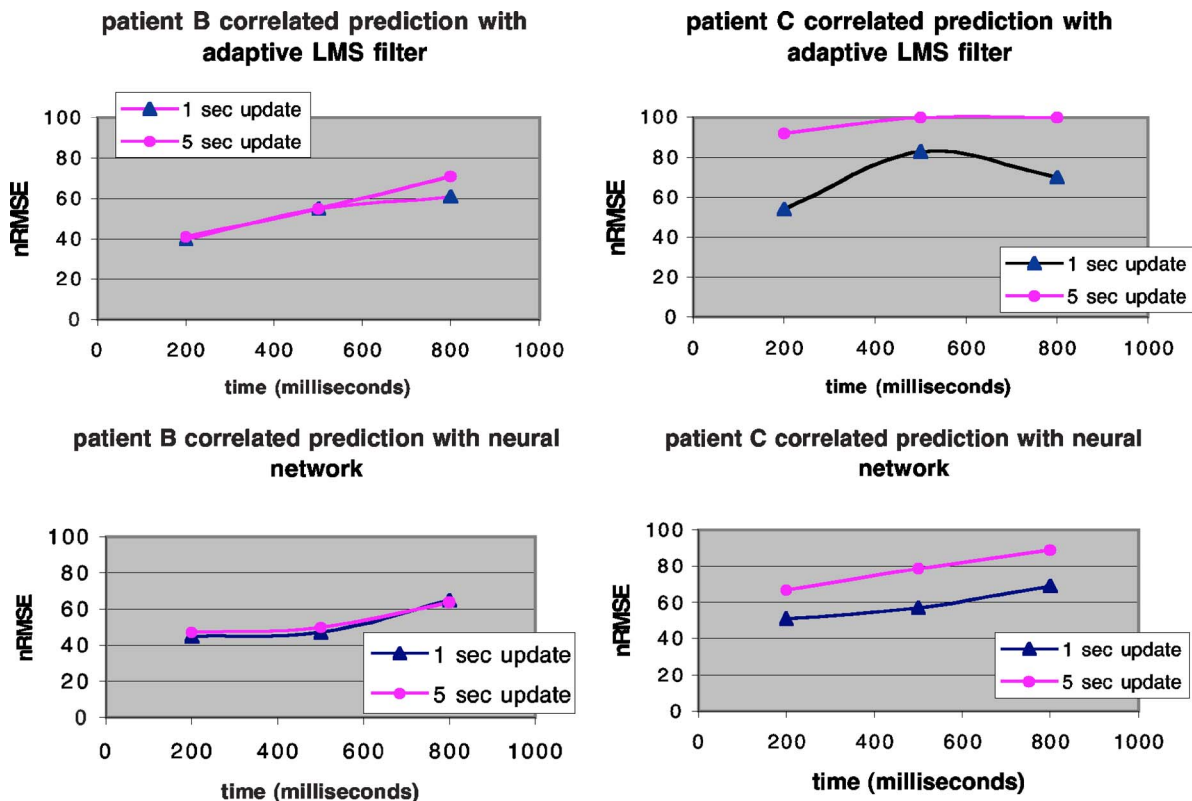 patient B correlated prediction with
adaptive LMS filter
1 sec update
5 sec update
100
80
60
40
20
0
nRMSE
0 200 400 600 800 1000
time (milliseconds)
patient C correlated prediction with
adaptive LMS filter
100
80
60
40
20
0
nRMSE
1 sec update
5 sec update
0 200 400 600 800 1000
time (milliseconds)
patient B correlated prediction with neural
network
100
80
60
40
20
0
nRMSE
1 sec update
5 sec update
0 200 400 600 800 1000
time (milliseconds)
patient C correlated prediction with neural
network
100
80
60
40
20
0
nRMSE
1 sec update
5 sec update
0 200 400 600 800 1000
time (milliseconds)